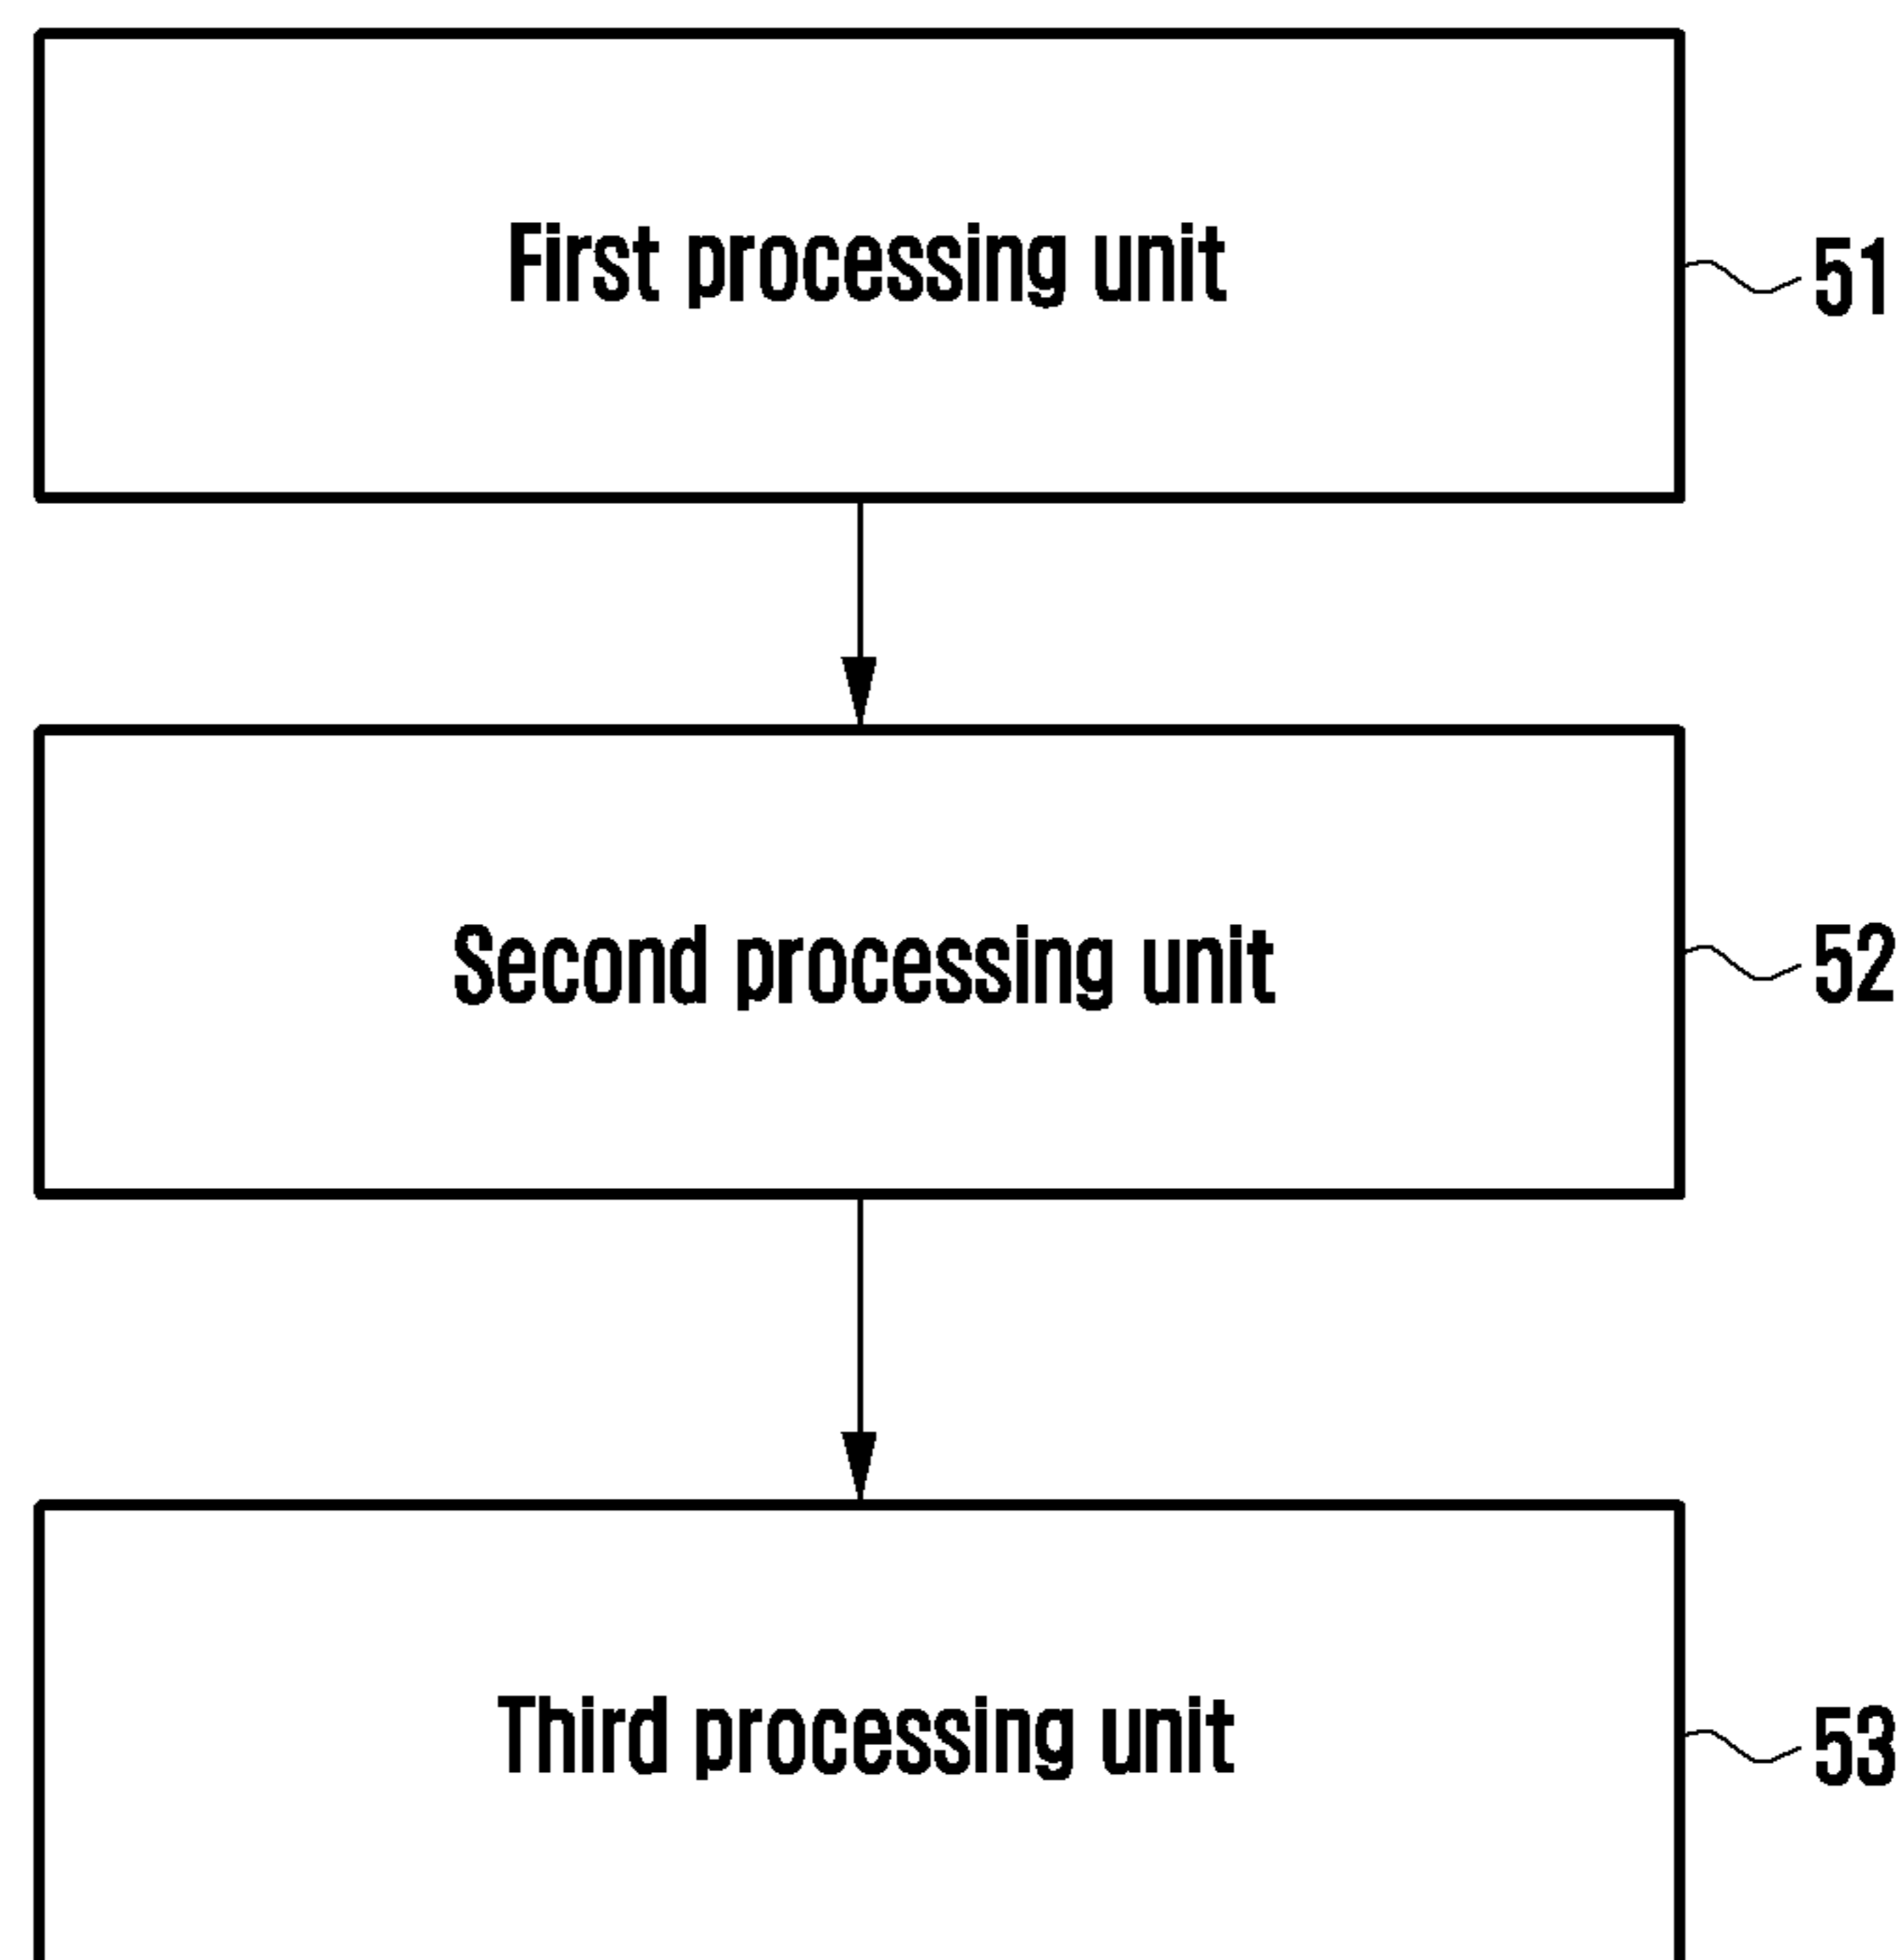 First processing unit
51
Second processing unit
52
Third processing unit
53